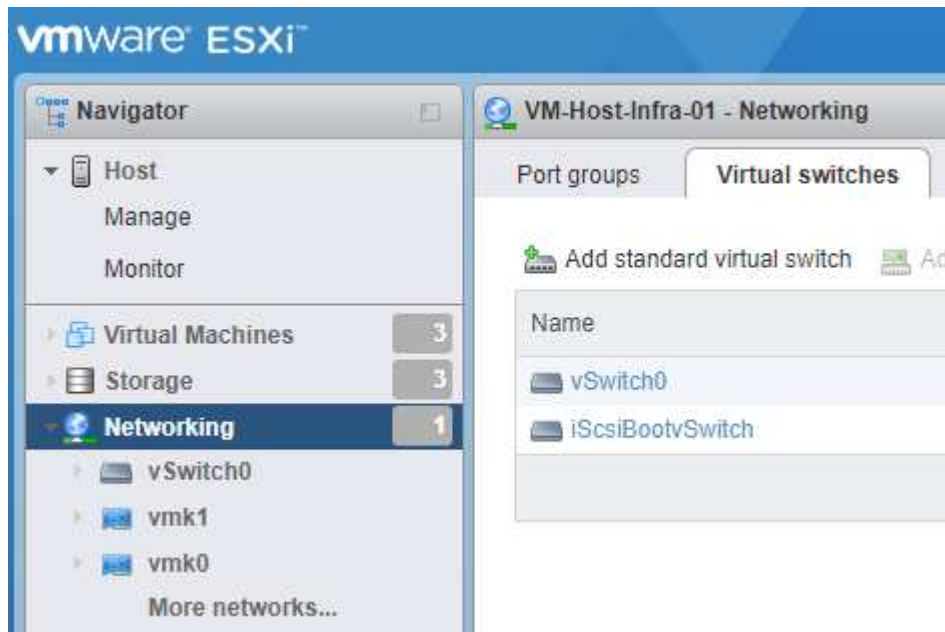 vmware ESXi™
Navigator
Host
Manage
Monitor
Virtual Machines 3
Storage 3
Networking 1
vSwitch0
vmk1
vmk0
More networks...
VM-Host-Infra-01 - Networking
Port groups Virtual switches
Add standard virtual switch
Name
vSwitch0
iScsiBootvSwitch